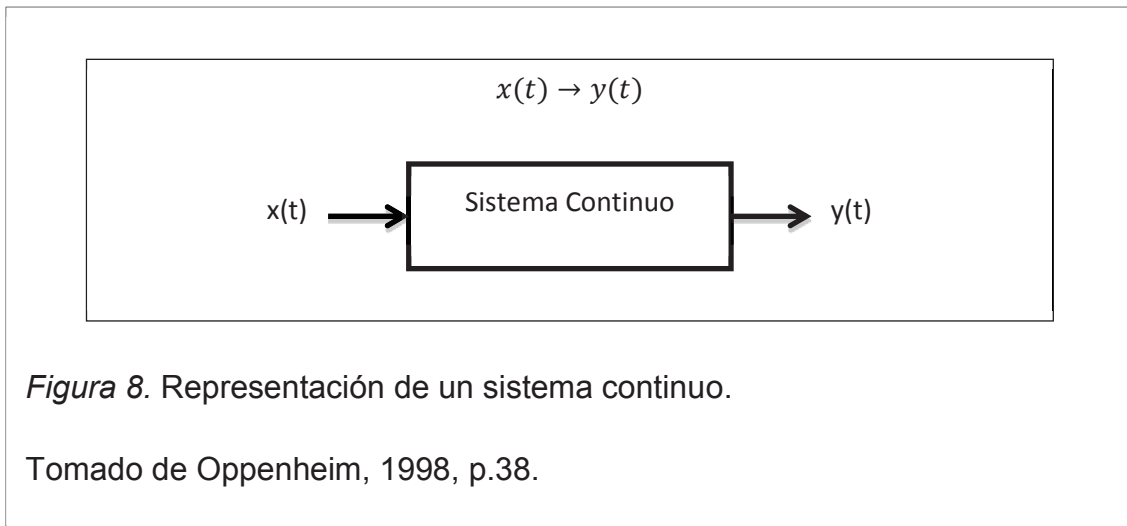 𝑥(𝑡) → 𝑦(𝑡)
x(t) Sistema Continuo y(t)
Figura 8. Representación de un sistema continuo.
Tomado de Oppenheim, 1998, p.38.